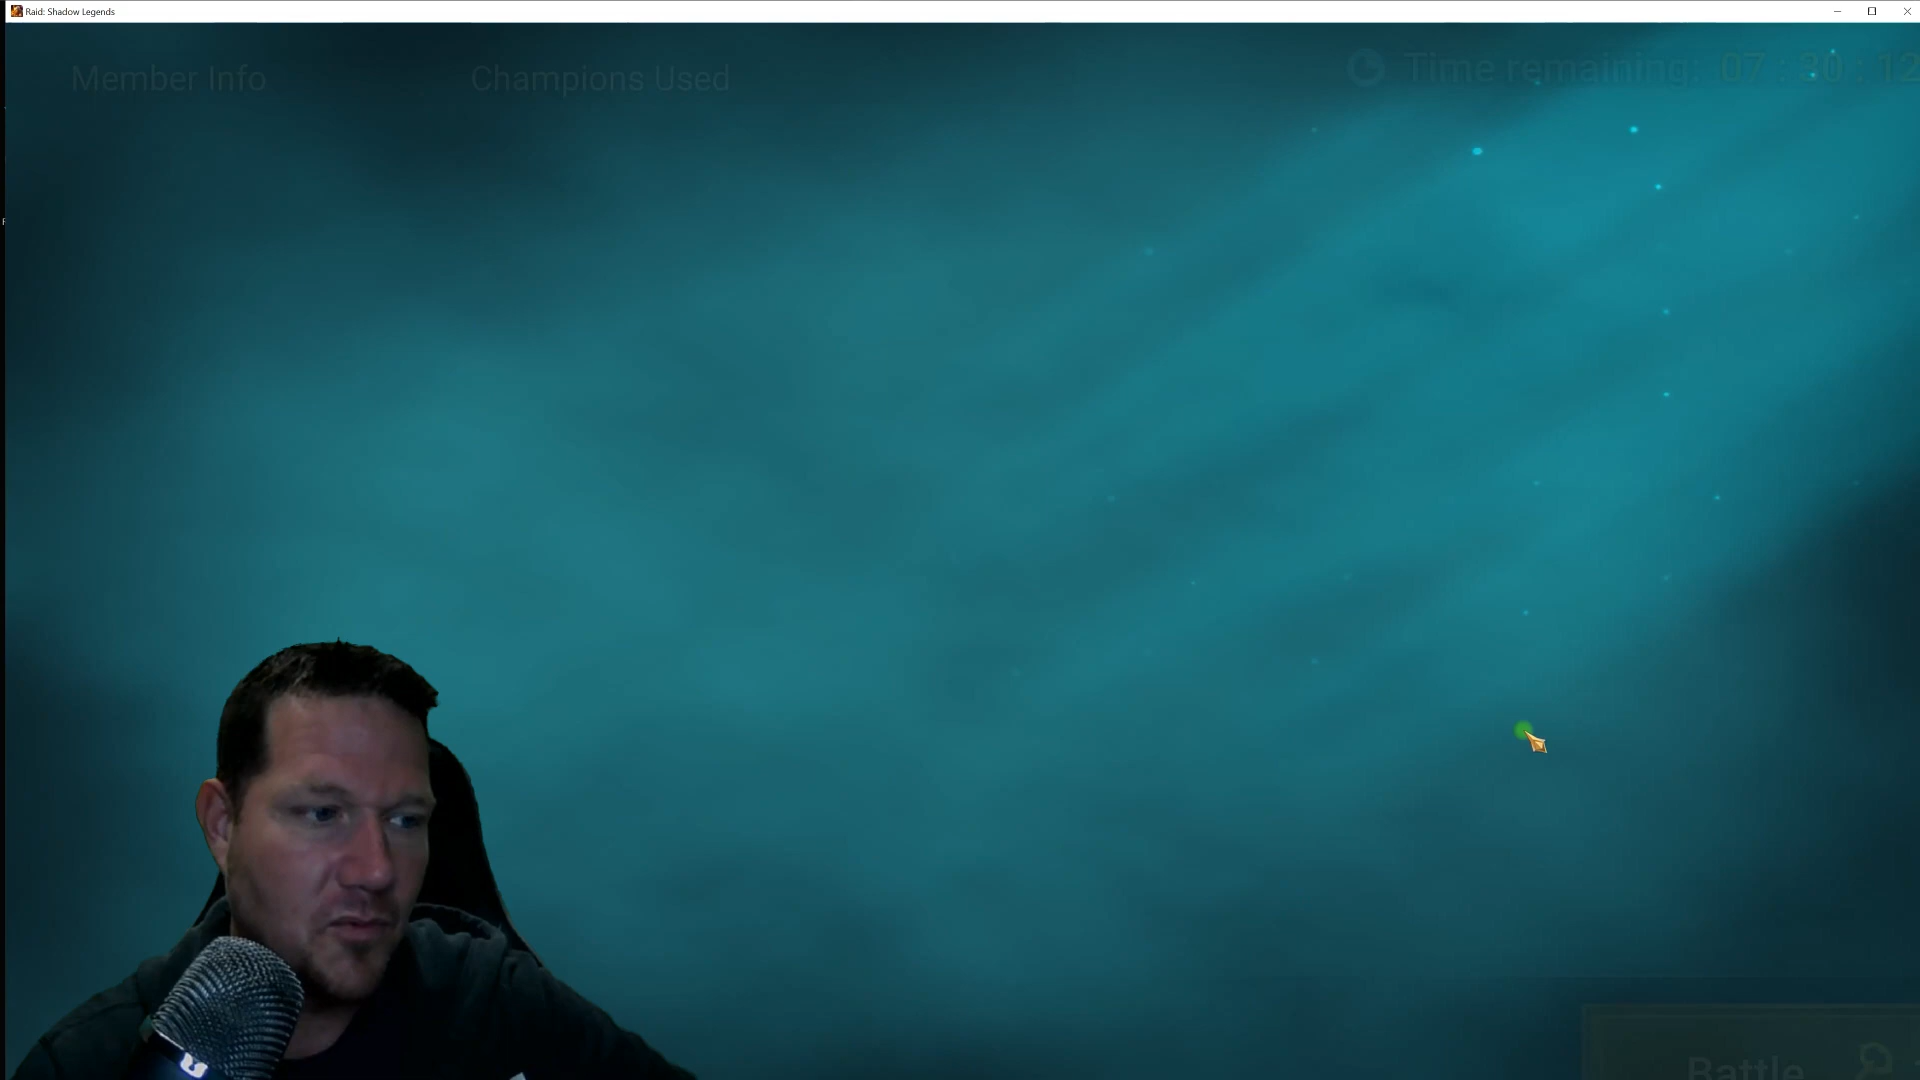 Raid: Shadow Legends
Member Info
Champions Used
Time remaining: 07 : 30 : 12
Battle